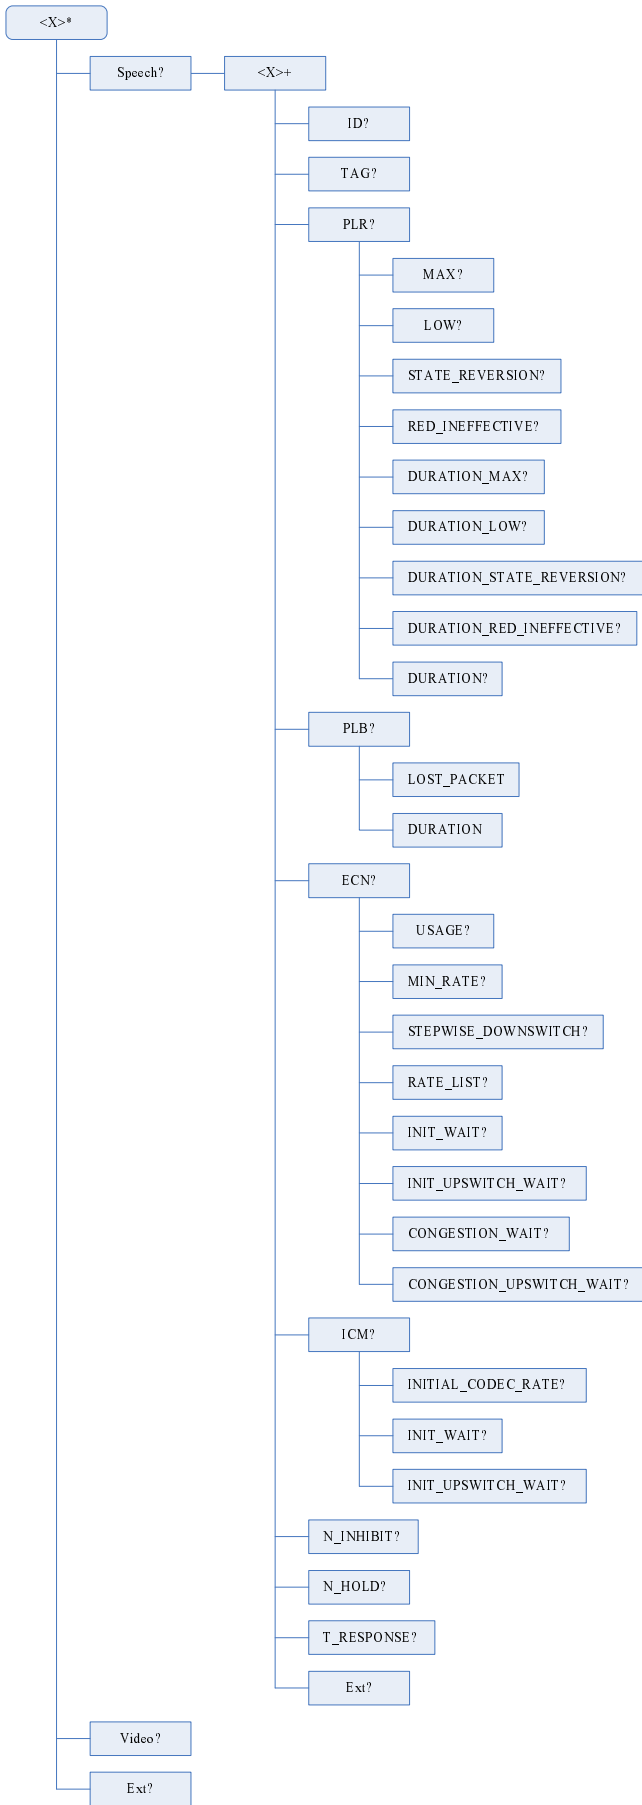 <X>*
Speech?
<X>+
ID?
TAG?
PLR?
MAX?
LOW?
STATE_REVERSION?
RED_INEFFECTIVE?
DURATION_MAX?
DURATION_LOW?
DURATION_STATE_REVERSION?
DURATION_RED_INEFFECTIVE?
DURATION?
PLB?
LOST_PACKET
DURATION
ECN?
USAGE?
MIN_RATE?
STEPWISE_DOWNSWITCH?
RATE_LIST?
INIT_WAIT?
INIT_UPSWITCH_WAIT?
CONGESTION_WAIT?
CONGESTION_UPSWITCH_WAIT?
ICM?
INITIAL_CODEC_RATE?
INIT_WAIT?
INIT_UPSWITCH_WAIT?
N_INHIBIT?
N_HOLD?
T_RESPONSE?
Ext?
Video?
Ext?